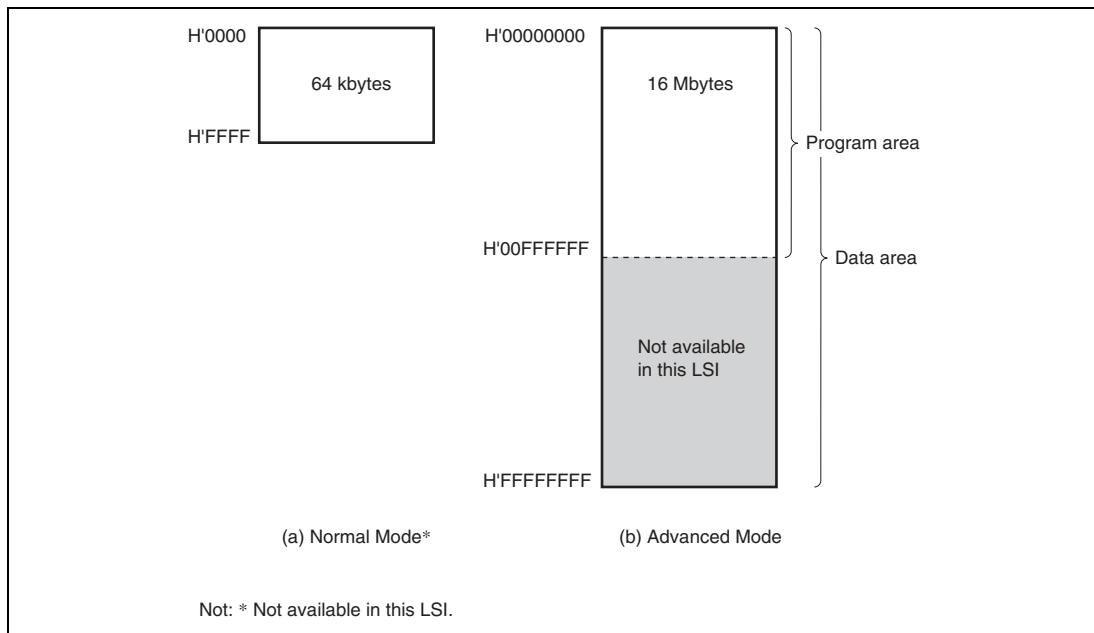 H'0000
64 kbytes
H'FFFF
(a) Normal Mode*
H'00000000
16 Mbytes
Program area
H'00FFFFFF
Data area
Not available
in this LSI
H'FFFFFFFF
(b) Advanced Mode
Not: * Not available in this LSI.